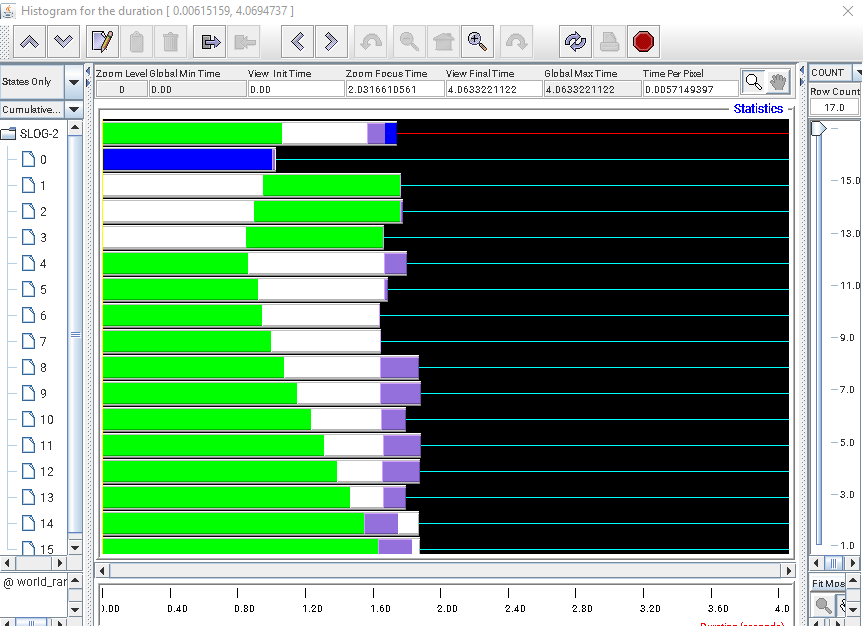 Histogram for the duration [ 0.00615159, 4.0694737 ]
Zoom Level Global Min Time View Init Time Zoom Focus Time View Final Time Global Max Time Time Per Pixel
0 0.00 0.00 2.0316610561 4.0633221122 4.0633221122 0.0057149397
States Only
Cumulative...
COUNT
Row Count
17.0
Statistics
SLOG-2
0
1
2
3
4
5
6
7
8
9
10
11
12
13
14
15
15.0
13.0
11.0
9.0
7.0
5.0
3.0
1.0
@ world_rar
0.00 0.40 0.80 1.20 1.60 2.00 2.40 2.80 3.20 3.60 4.0
Duration (seconds)
Fit Mos